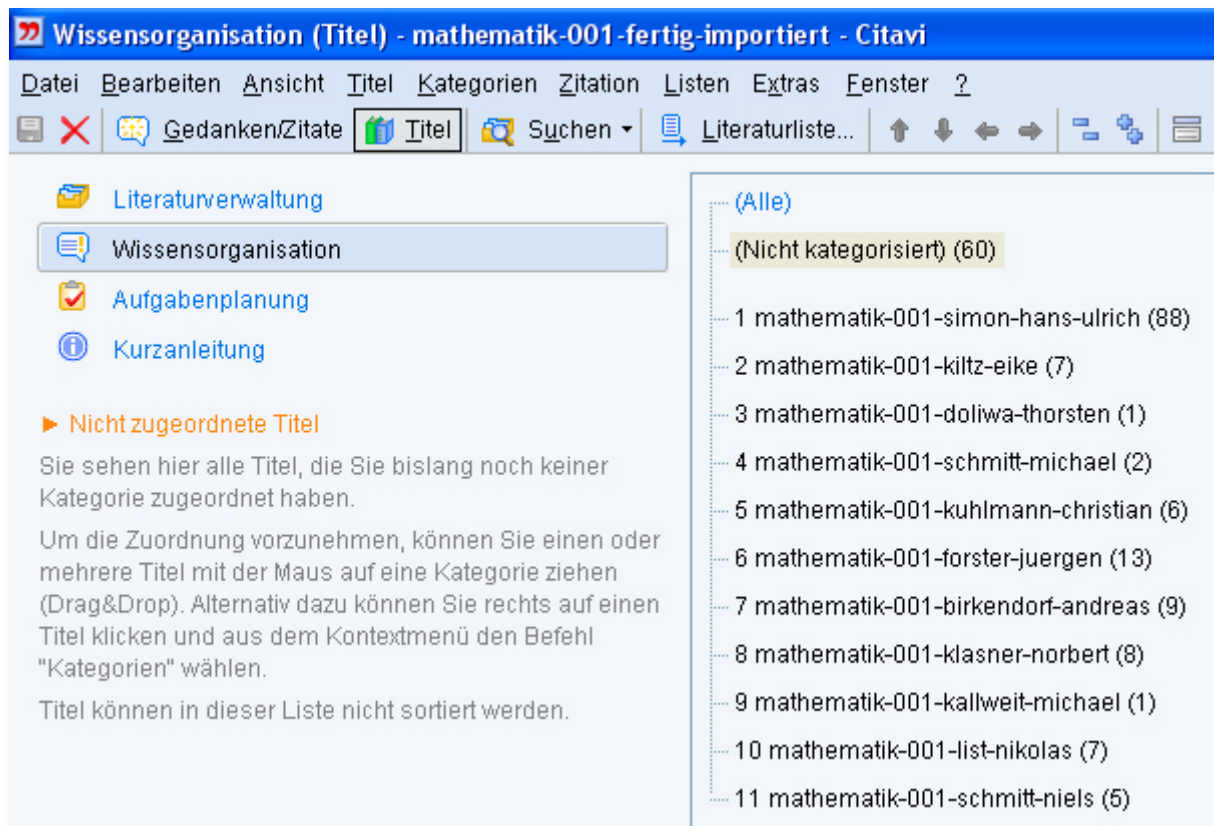 Wissensorganisation (Titel) - mathematik-001-fertig-importiert - Citavi
Datei Bearbeiten Ansicht Titel Kategorien Zitation Listen Extras Fenster ?
Gedanken/Zitate Titel Suchen Literaturliste...
Literaturverwaltung
Wissensorganisation
Aufgabenplanung
Kurzanleitung
Nicht zugeordnete Titel
Sie sehen hier alle Titel, die Sie bislang noch keiner
Kategorie zugeordnet haben.
Um die Zuordnung vorzunehmen, können Sie einen oder
mehrere Titel mit der Maus auf eine Kategorie ziehen
(Drag&Drop). Alternativ dazu können Sie rechts auf einen
Titel klicken und aus dem Kontextmenü den Befehl
"Kategorien" wählen.
Titel können in dieser Liste nicht sortiert werden.
(Alle)
(Nicht kategorisiert) (60)
1 mathematik-001-simon-hans-ulrich (88)
2 mathematik-001-kiltz-eike (7)
3 mathematik-001-doliwa-thorsten (1)
4 mathematik-001-schmitt-michael (2)
5 mathematik-001-kuhlmann-christian (6)
6 mathematik-001-forster-juergen (13)
7 mathematik-001-birkendorf-andreas (9)
8 mathematik-001-klasner-norbert (8)
9 mathematik-001-kallweit-michael (1)
10 mathematik-001-list-nikolas (7)
11 mathematik-001-schmitt-niels (5)